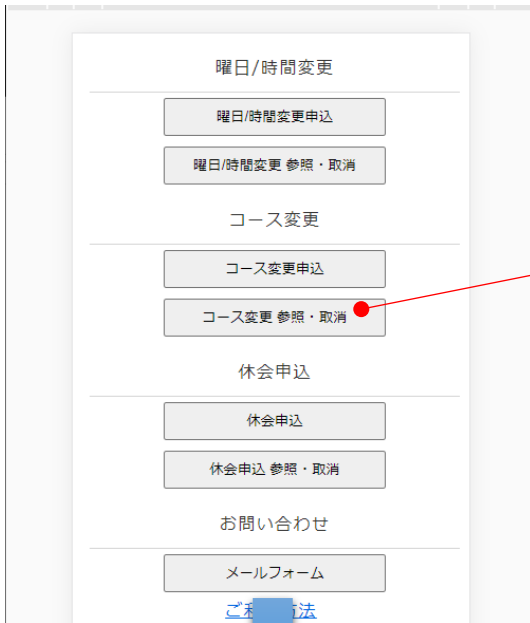 曜日/時間変更
曜日/時間変更申込
曜日/時間変更 参照・取消
コース変更
コース変更申込
コース変更 参照・取消
休会申込
休会申込
休会申込 参照・取消
お問い合わせ
メールフォーム